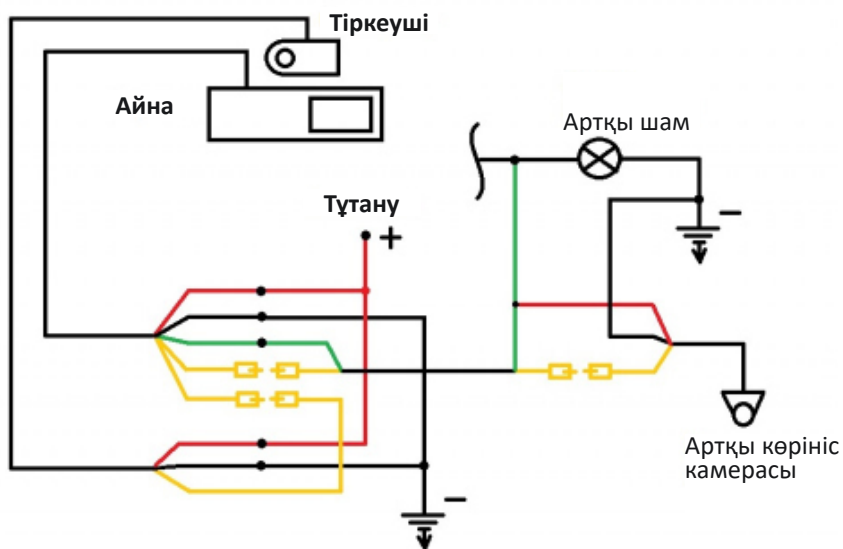 Тіркеуші
Айна
Артқы шам
Тұтану
+
−
−
Артқы көрініс
камерасы